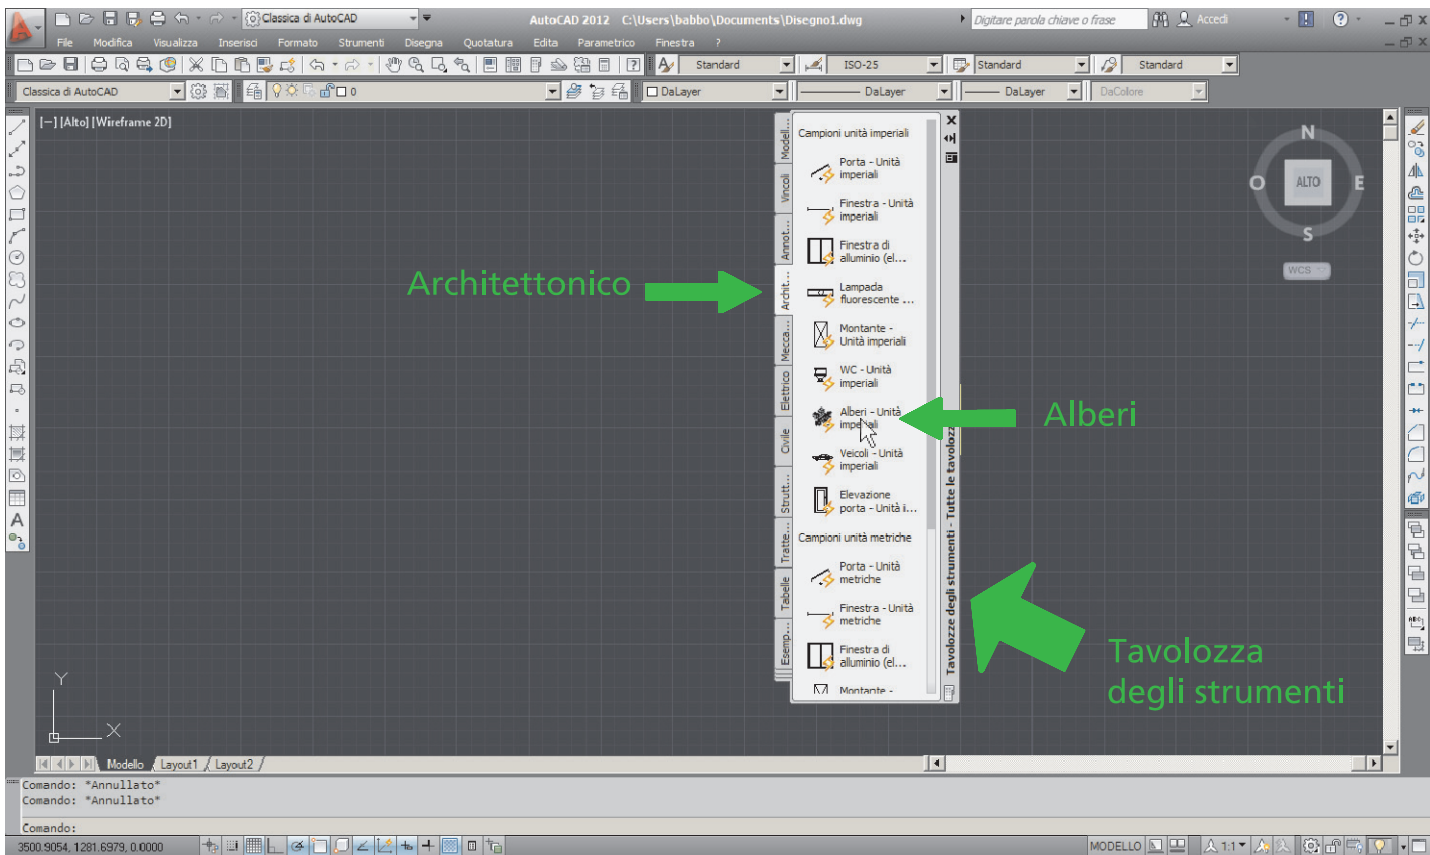 Classica di AutoCAD
AutoCAD 2012 C:\Users\babbo\Documents\Disegno1.dwg
Digitare parola chiave o frase
Accedi
File Modifica Visualizza Inserisci Formato Strumenti Disegna Quotatura Edita Parametrico Finestra ?
Standard
ISO-25
Standard
Standard
Classica di AutoCAD
0
DaLayer
DaLayer
DaLayer
DaColore
[−] [Alto] [Wireframe 2D]
N
O
ALTO
E
S
WCS
Modell...
Vincoli
Annot...
Archit...
Mecca...
Elettrico
Civile
Strutt...
Tratte...
Tabelle
Esemp...
Campioni unità imperiali
Porta - Unità
imperiali
Finestra - Unità
imperiali
Finestra di
alluminio (el...
Lampada
fluorescente ...
Montante -
Unità imperiali
WC - Unità
imperiali
Alberi - Unità
imperiali
Veicoli - Unità
imperiali
Elevazione
porta - Unità i...
Campioni unità metriche
Porta - Unità
metriche
Finestra - Unità
metriche
Finestra di
alluminio (el...
Montante -
Tavolozze degli strumenti - Tutte le tavolozz
Architettonico
Alberi
Tavolozza
degli strumenti
A
ABC
Y
X
Modello Layout1 Layout2
Comando: *Annullato*
Comando: *Annullato*
Comando:
3500.9054, 1281.6979, 0.0000
MODELLO
1:1